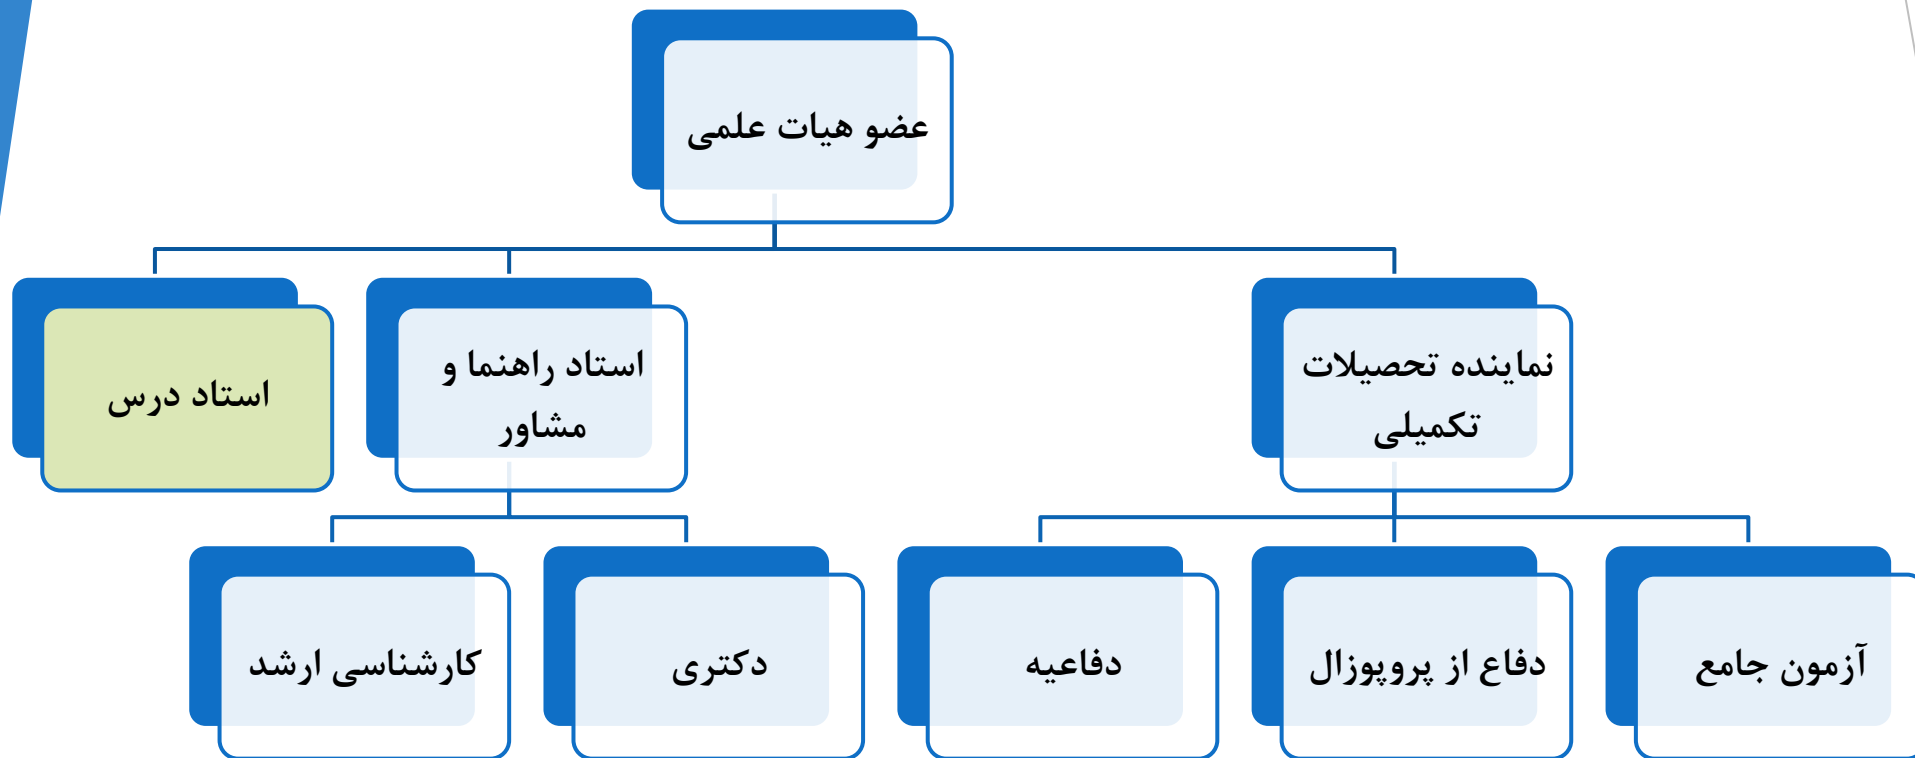 عضو هیات علمی
نماینده تحصیلات
تکمیلی
استاد راهنما و
مشاور
استاد درس
آزمون جامع
دفاع از پروپوزال
دفاعیه
دکتری
کارشناسی ارشد